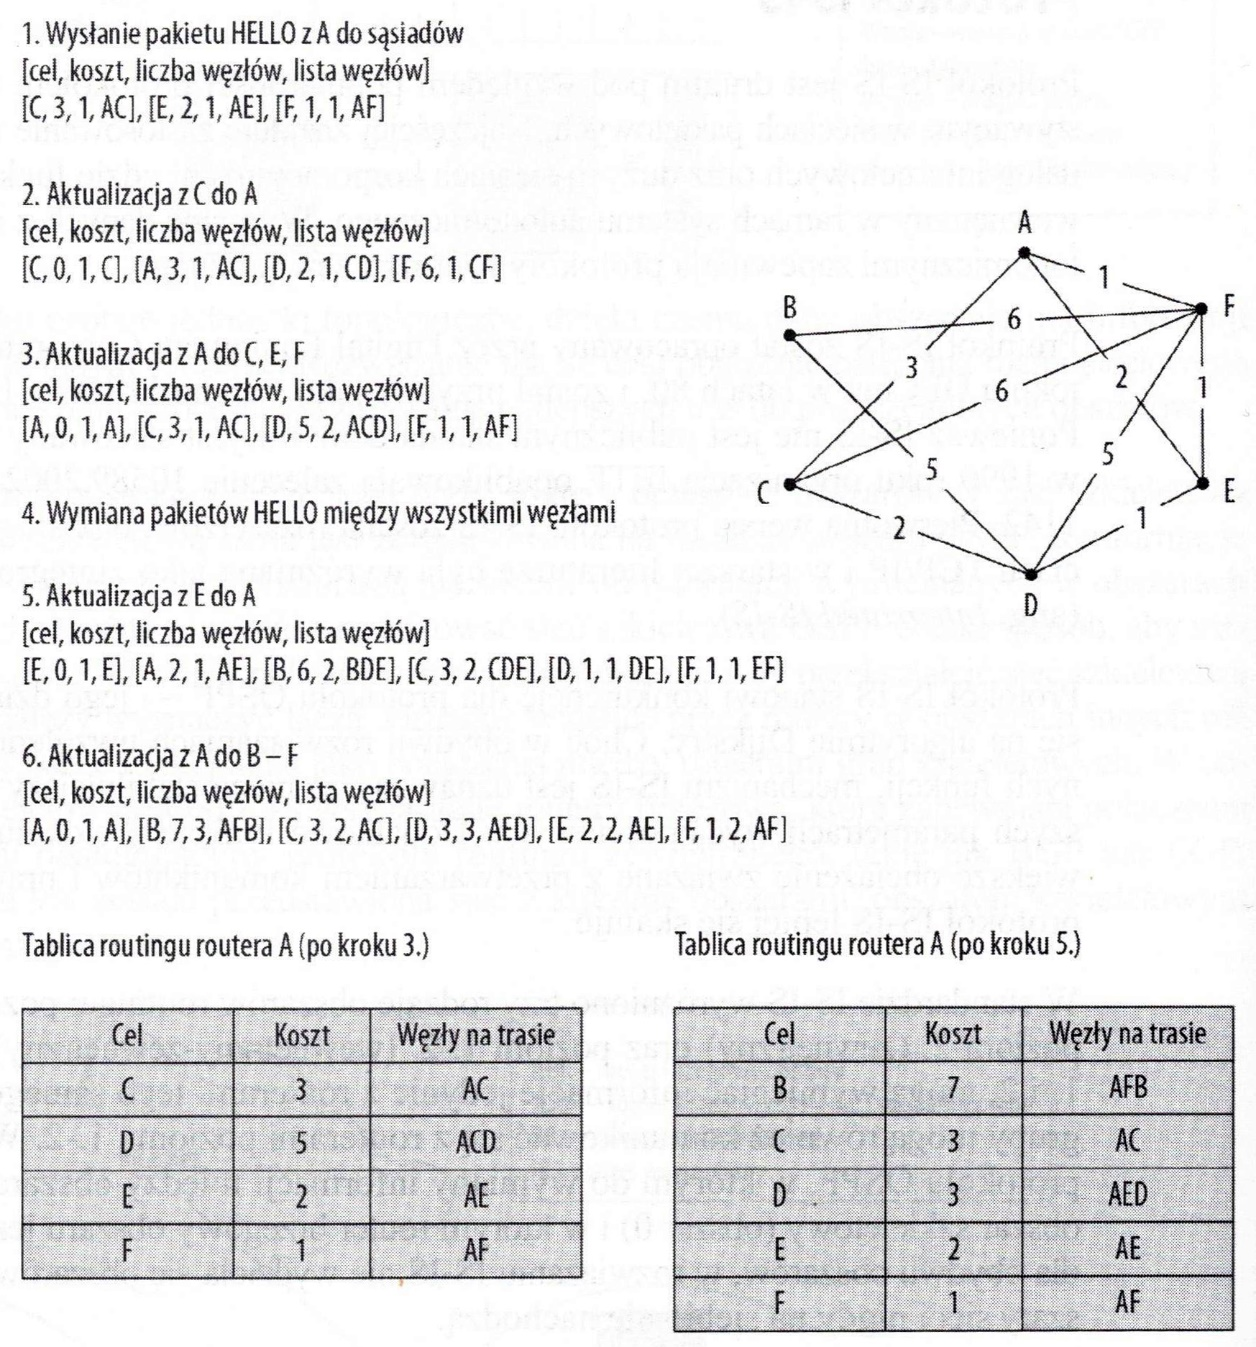 1. Wysłanie pakietu HELLO z A do sąsiadów
[cel, koszt, liczba węzłów, lista węzłów]
[C, 3, 1, AC], [E, 2, 1, AE], [F, 1, 1, AF]
2. Aktualizacja z C do A
[cel, koszt, liczba węzłów, lista węzłów]
[C, 0, 1, C], [A, 3, 1, AC], [D, 2, 1, CD], [F, 6, 1, CF]
3. Aktualizacja z A do C, E, F
[cel, koszt, liczba węzłów, lista węzłów]
[A, 0, 1, A], [C, 3, 1, AC], [D, 5, 2, ACD], [F, 1, 1, AF]
4. Wymiana pakietów HELLO między wszystkimi węzłami
5. Aktualizacja z E do A
[cel, koszt, liczba węzłów, lista węzłów]
[E, 0, 1, E], [A, 2, 1, AE], [B, 6, 2, BDE], [C, 3, 2, CDE], [D, 1, 1, DE], [F, 1, 1, EF]
6. Aktualizacja z A do B – F
[cel, koszt, liczba węzłów, lista węzłów]
[A, 0, 1, A], [B, 7, 3, AFB], [C, 3, 2, AC], [D, 3, 3, AED], [E, 2, 2, AE], [F, 1, 2, AF]
A
1
B
6
F
3
6
2
1
5
5
C
E
2
1
D
Tablica routingu routera A (po kroku 3.)
Cel Koszt Węzły na trasie
C 3 AC
D 5 ACD
E 2 AE
F 1 AF
Tablica routingu routera A (po kroku 5.)
Cel Koszt Węzły na trasie
B 7 AFB
C 3 AC
D 3 AED
E 2 AE
F 1 AF